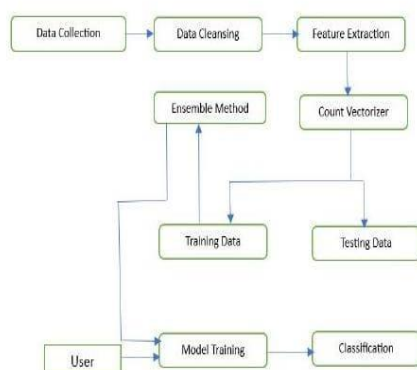 Data Collection
Data Cleansing
Feature Extraction
Ensemble Method
Count Vectorizer
Training Data
Testing Data
User
Model Training
Classification